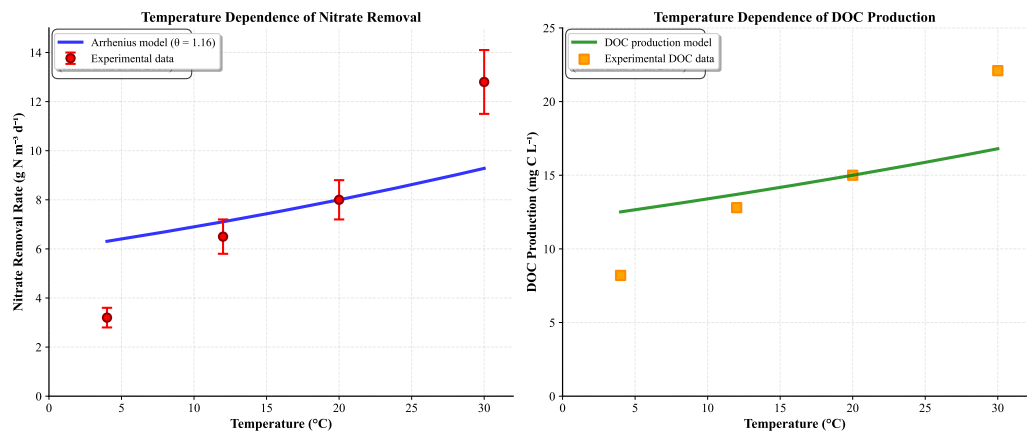 Temperature Dependence of Nitrate Removal
Arrhenius model (θ = 1.16)
Experimental data
Nitrate Removal Rate (g N m⁻³ d⁻¹)
14
12
10
8
6
4
2
0
0 5 10 15 20 25 30
Temperature (°C)
Temperature Dependence of DOC Production
DOC production model
Experimental DOC data
DOC Production (mg C L⁻¹)
25
20
15
10
5
0
0 5 10 15 20 25 30
Temperature (°C)